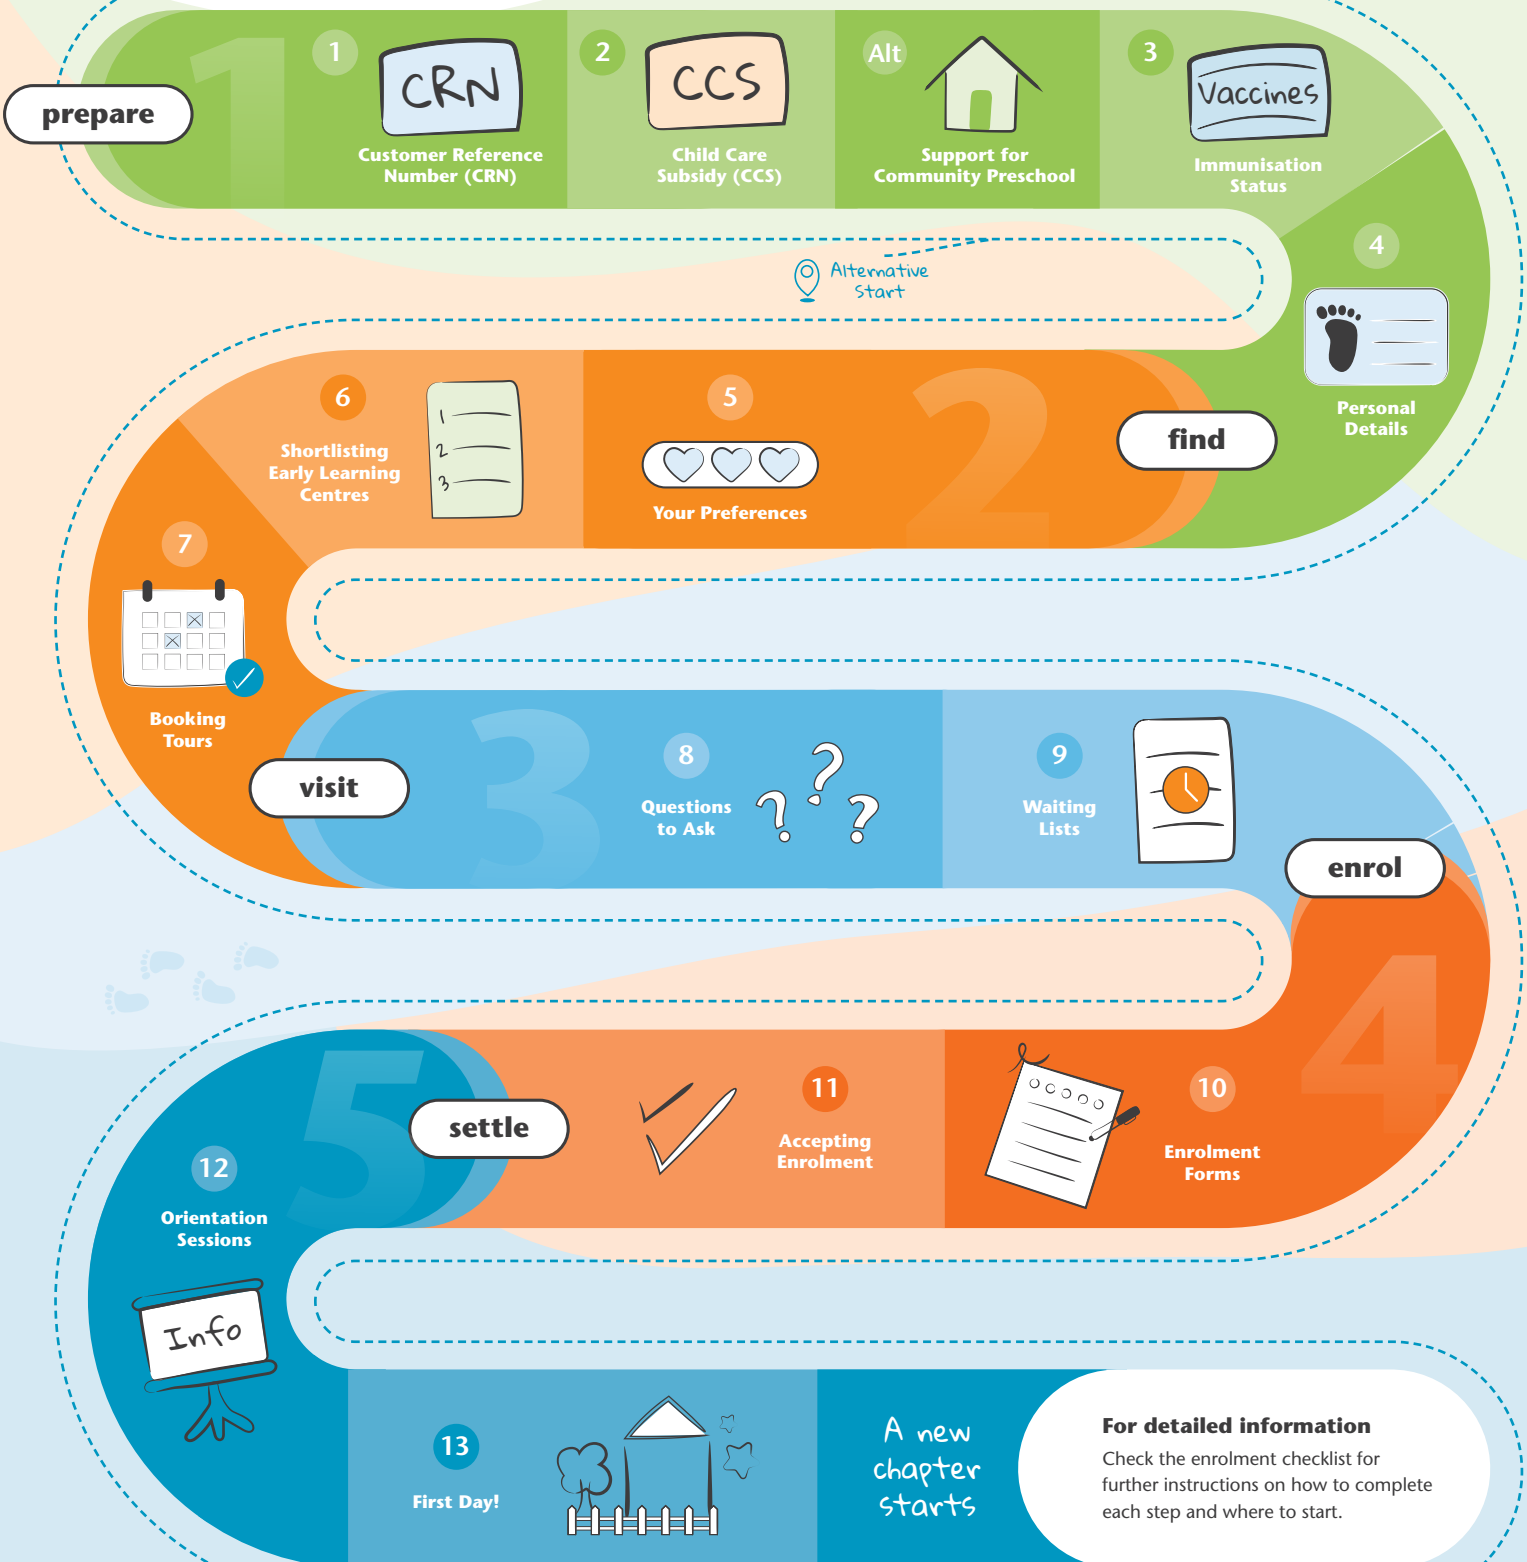 prepare
1
1
CRN
Customer Reference
Number (CRN)
2
CCS
Child Care
Subsidy (CCS)
Alt
Support for
Community Preschool
3
Vaccines
Immunisation
Status
4
Personal
Details
Alternative
Start
find
2
5
Your Preferences
6
1
2
3
Shortlisting
Early Learning
Centres
7
Booking
Tours
visit
3
8
Questions
to Ask
? ? ?
9
Waiting
Lists
enrol
4
10
Enrolment
Forms
11
Accepting
Enrolment
settle
5
12
Orientation
Sessions
Info
13
First Day!
A new
chapter
starts
For detailed information
Check the enrolment checklist for
further instructions on how to complete
each step and where to start.